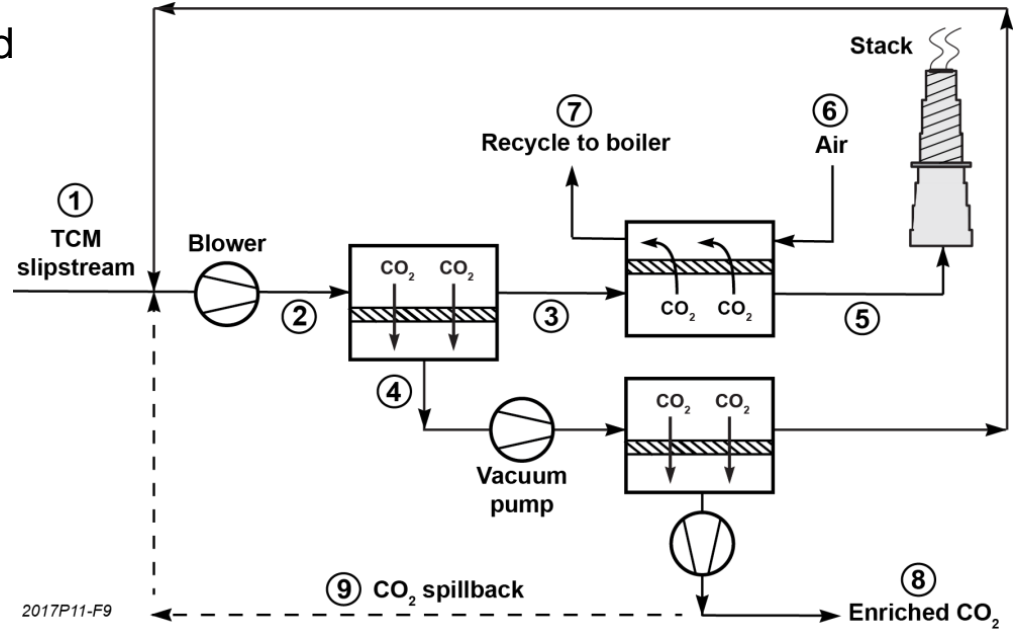 d
Stack
⑦
Recycle to boiler
⑥
Air
①
TCM
slipstream
Blower
CO₂ CO₂
②
③
CO₂ CO₂
⑤
④
CO₂ CO₂
Vacuum
pump
⑨ CO₂ spillback
⑧
Enriched CO₂
2017P11-F9